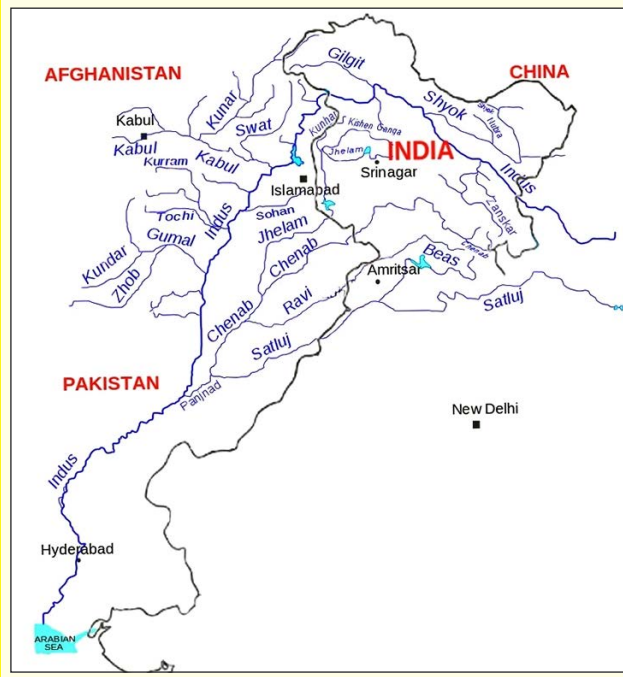 Gilgit
AFGHANISTAN
CHINA
Kunar
Shyok
Shyok
Nubra
Kabul
Swat
Kunhar
Kishen Ganga
Kabul
Kurram
Kabul
Jhelam
INDIA
Srinagar
Indus
Islamabad
Zanskar
Tochi
Indus
Sohan
Jhelam
Gumal
Chenab
Beas
Kundar
Zhob
Amritsar
Satluj
Ravi
Chenab
Satluj
PAKISTAN
Panjnad
New Delhi
Indus
Hyderabad
ARABIAN
SEA